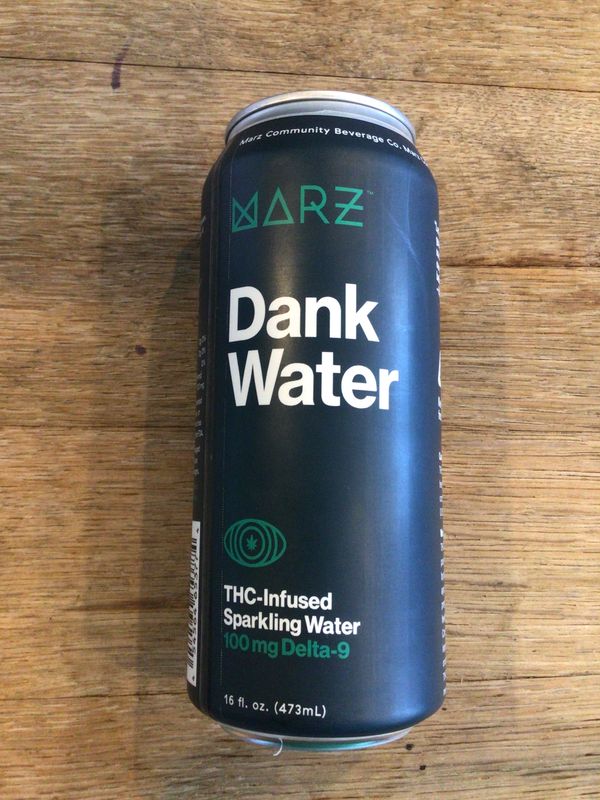 Marz Community Beverage Co. Marz
MARZ™
Dank
Water
THC-Infused
Sparkling Water
100 mg Delta-9
16 fl. oz. (473mL)